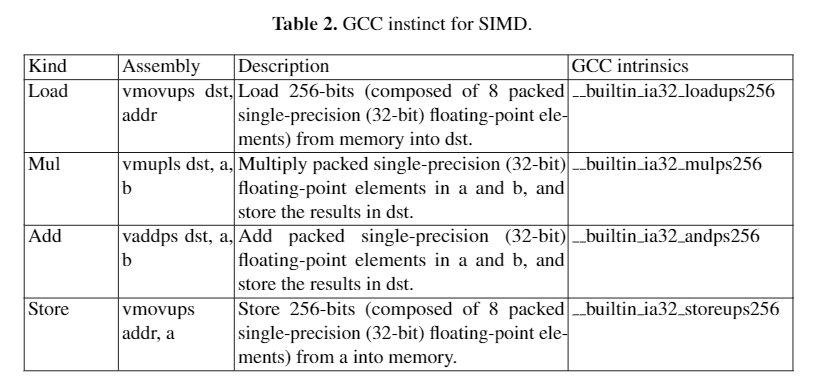 Table 2. GCC instinct for SIMD.
Kind Assembly Description GCC intrinsics
Load vmovups dst, Load 256-bits (composed of 8 packed __builtin_ia32_loadups256
addr single-precision (32-bit) floating-point ele-
ments) from memory into dst.
Mul vmupls dst, a, Multiply packed single-precision (32-bit) __builtin_ia32_mulps256
b floating-point elements in a and b, and
store the results in dst.
Add vaddps dst, a, Add packed single-precision (32-bit) __builtin_ia32_andps256
b floating-point elements in a and b, and
store the results in dst.
Store vmovups Store 256-bits (composed of 8 packed __builtin_ia32_storeups256
addr, a single-precision (32-bit) floating-point ele-
ments) from a into memory.